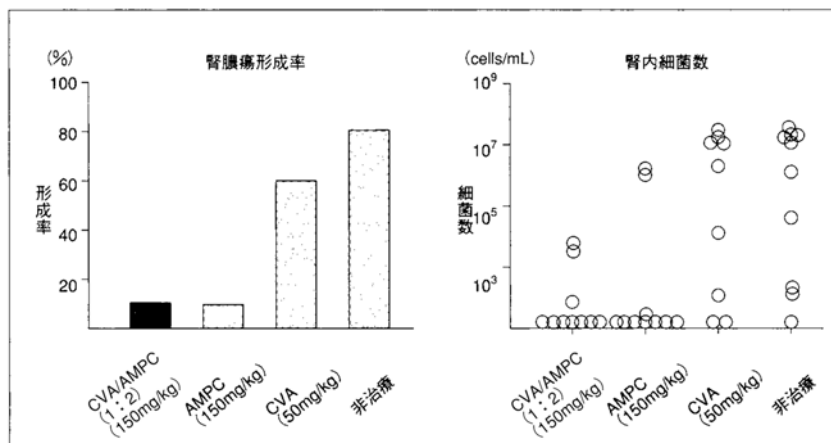 (%)
腎膿瘍形成率
100
80
60
40
20
形成率
CVA/AMPC
(1：2)
(150mg/kg)
AMPC
(150mg/kg)
CVA
(50mg/kg)
非治療
(cells/mL)
腎内細菌数
10⁹
10⁷
10⁵
10³
細菌数
CVA/AMPC
(1：2)
(150mg/kg)
AMPC
(150mg/kg)
CVA
(50mg/kg)
非治療